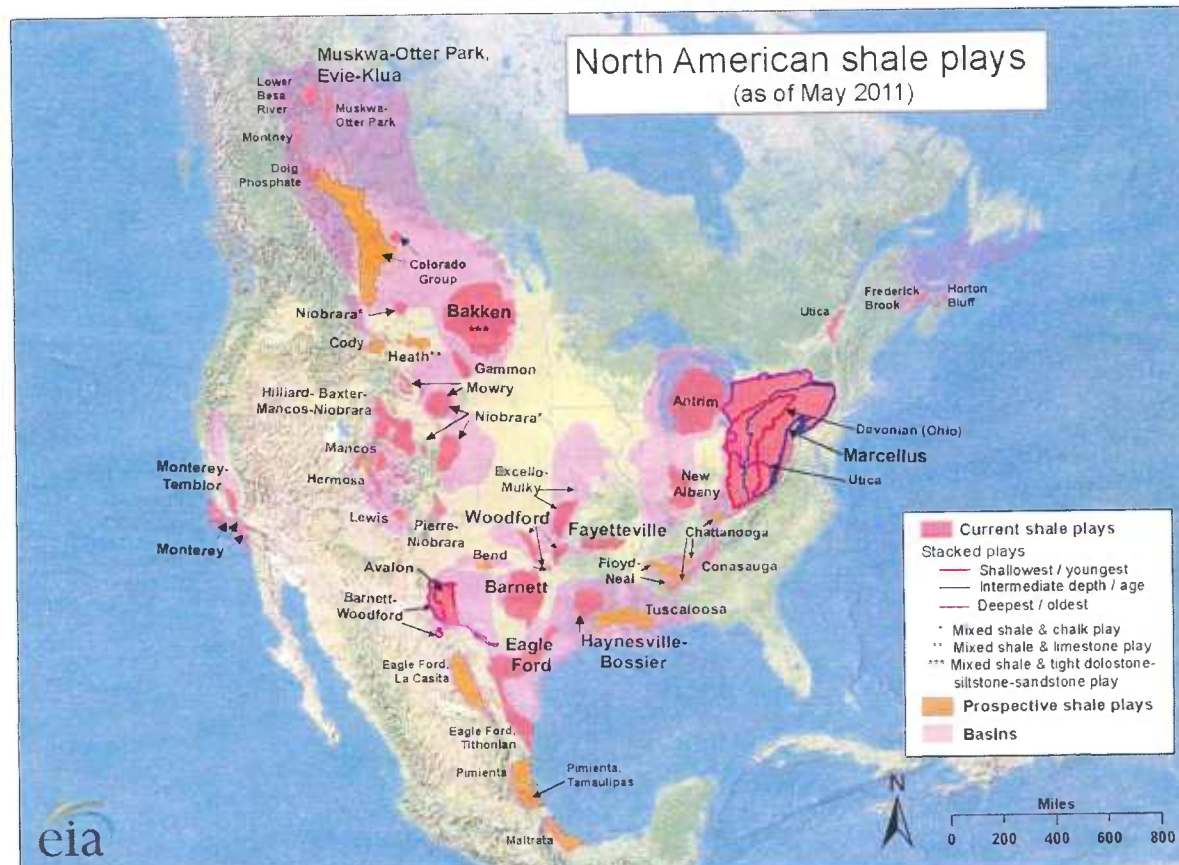 North American shale plays
(as of May 2011)
Muskwa-Otter Park,
Evie-Klua
Lower
Besa
River
Muskwa-
Otter Park
Montney
Doig
Phosphate
Colorado
Group
Niobrara*
Bakken
***
Cody
Heath**
Gammon
Mowry
Hilliard-Baxter-
Mancos-Niobrara
Niobrara*
Mancos
Hermosa
Lewis
Pierre-
Niobrara
Monterey-
Temblor
Monterey
Excello-
Mulky
Woodford
Bend
Fayetteville
Avalon
Barnett
Barnett-
Woodford
Eagle
Ford
Haynesville-
Bossier
Tuscaloosa
Floyd-
Neal
Conasauga
Chattanooga
New
Albany
Antrim
Devonian (Ohio)
Marcellus
Utica
Utica
Frederick
Brook
Horton
Bluff
Eagle Ford,
La Casita
Eagle Ford,
Tithonian
Pimienta
Pimienta,
Tamaulipas
Maltrata
Current shale plays
Stacked plays
Shallowest / youngest
Intermediate depth / age
Deepest / oldest
* Mixed shale & chalk play
** Mixed shale & limestone play
*** Mixed shale & tight dolostone-
siltstone-sandstone play
Prospective shale plays
Basins
N
Miles
0 200 400 600 800
eia